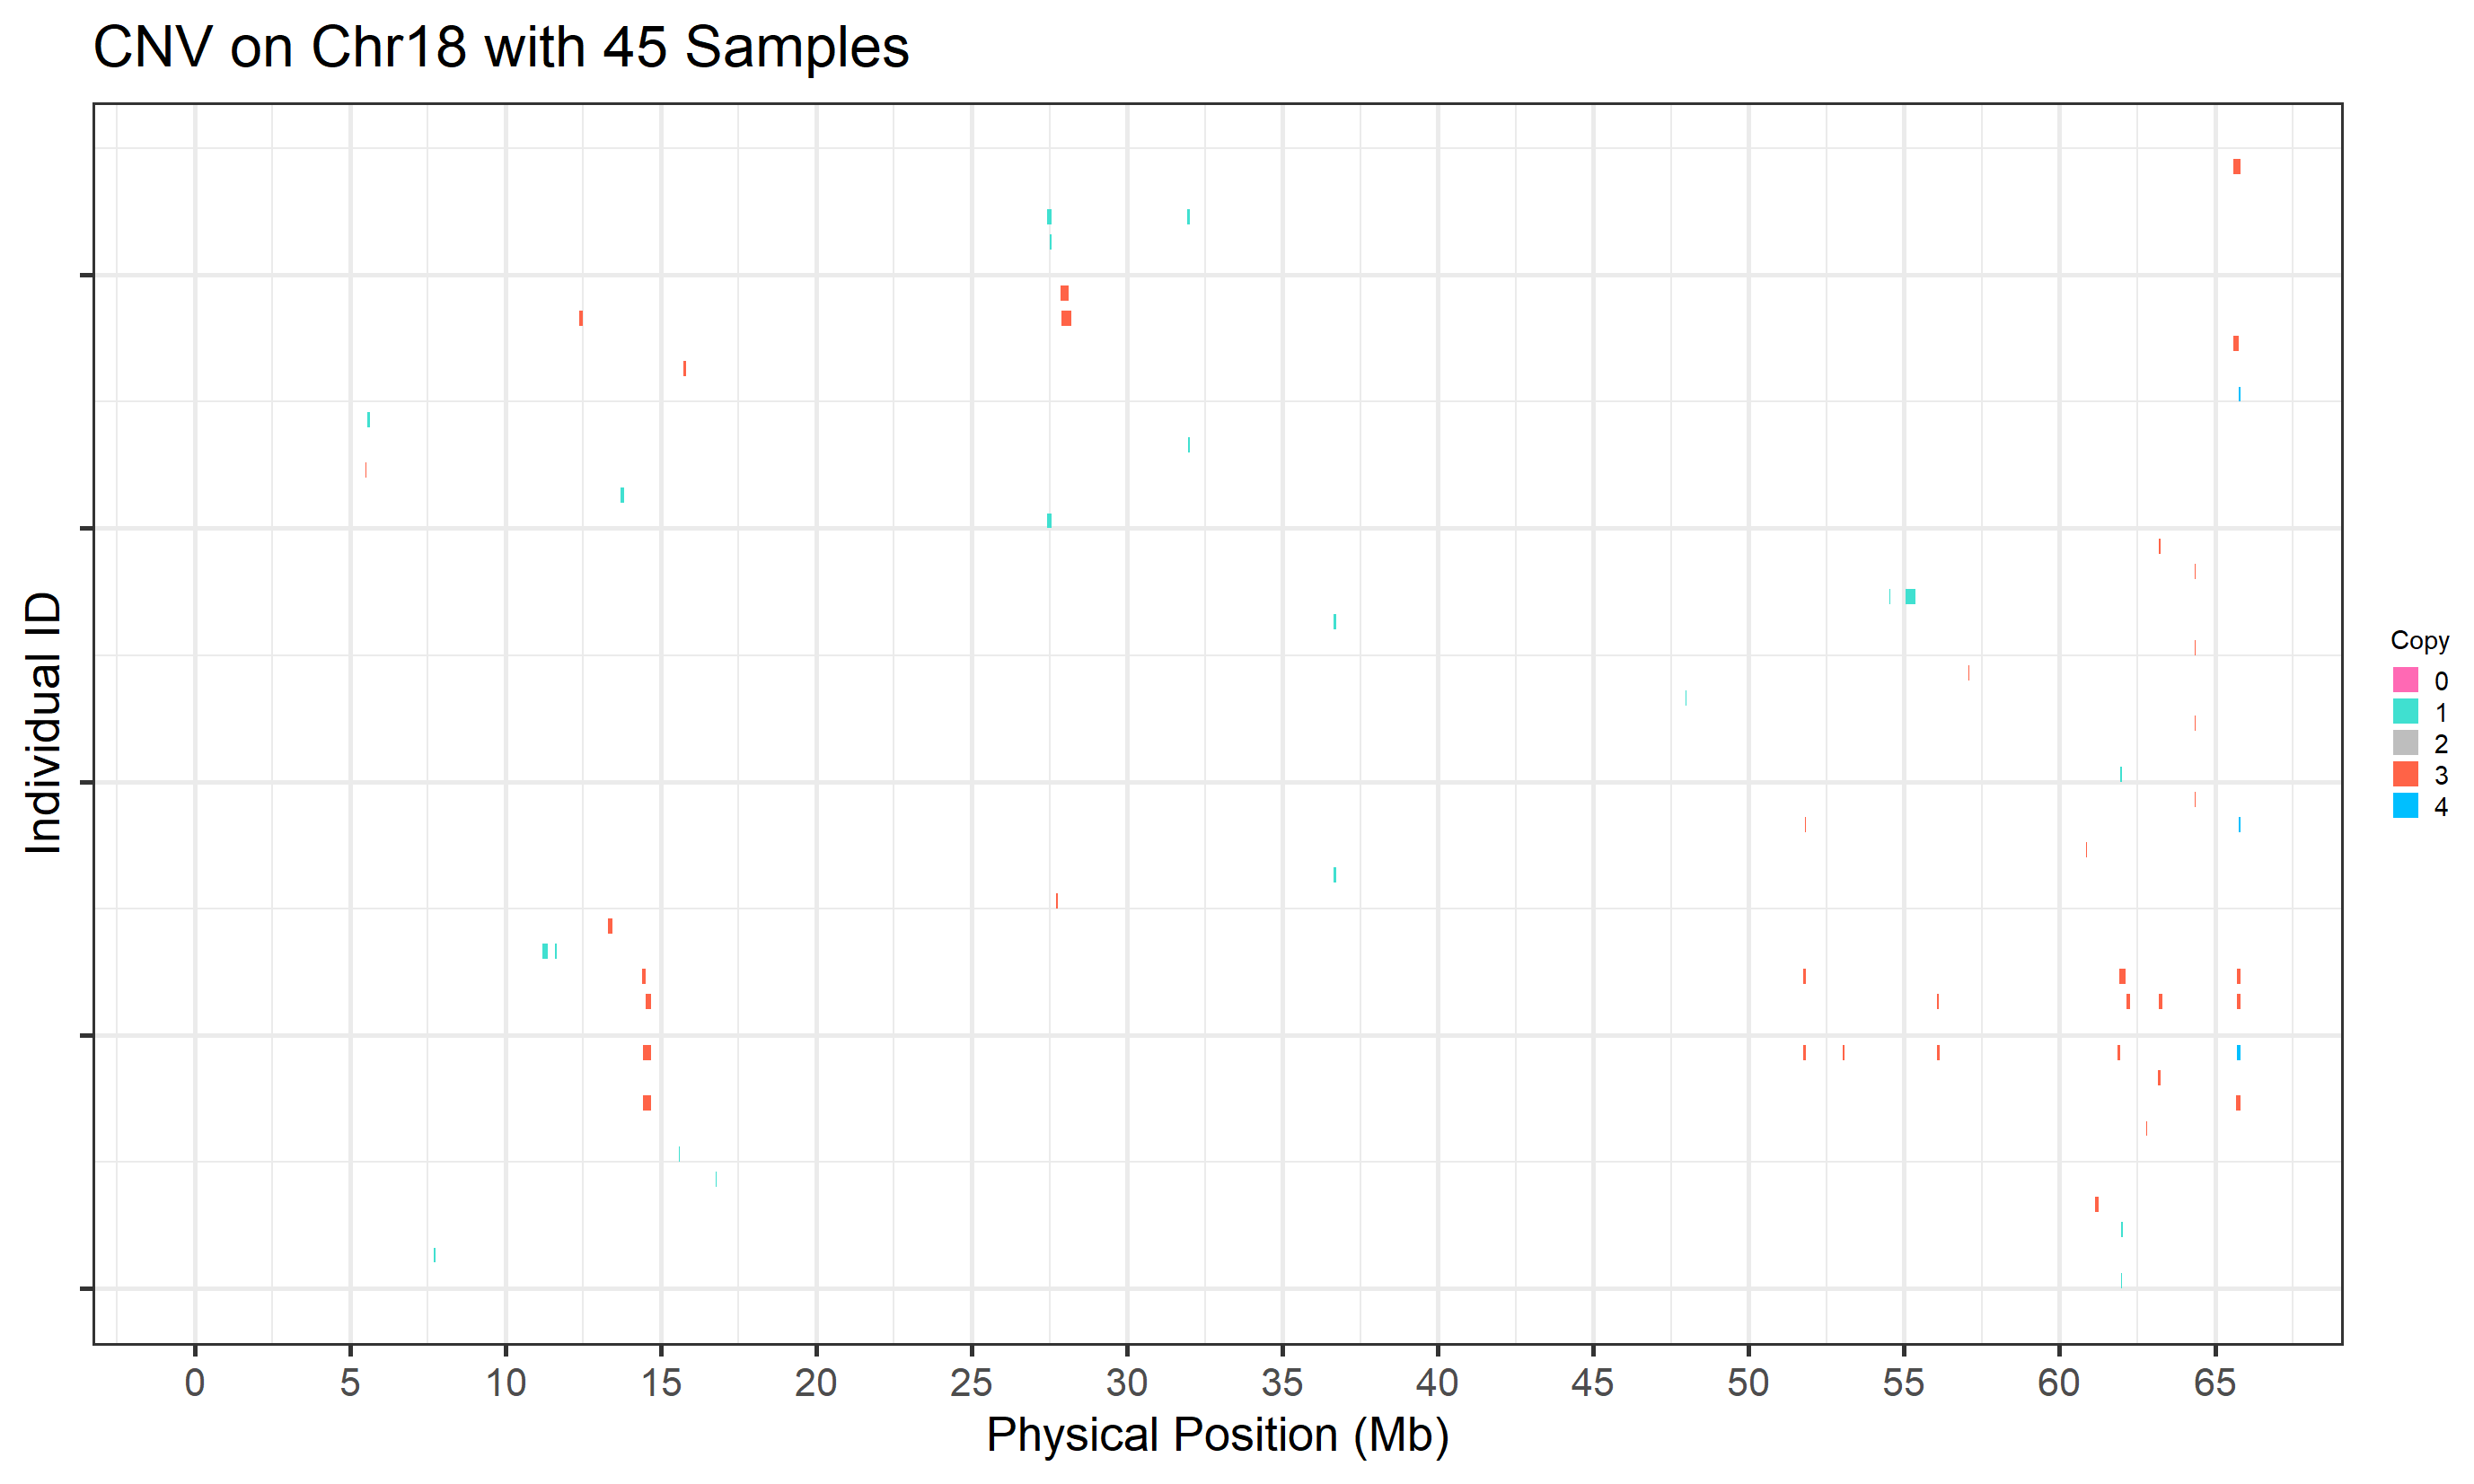 CNV on Chr18 with 45 Samples
Individual ID
Copy
0
1
2
3
4
0 5 10 15 20 25 30 35 40 45 50 55 60 65
Physical Position (Mb)